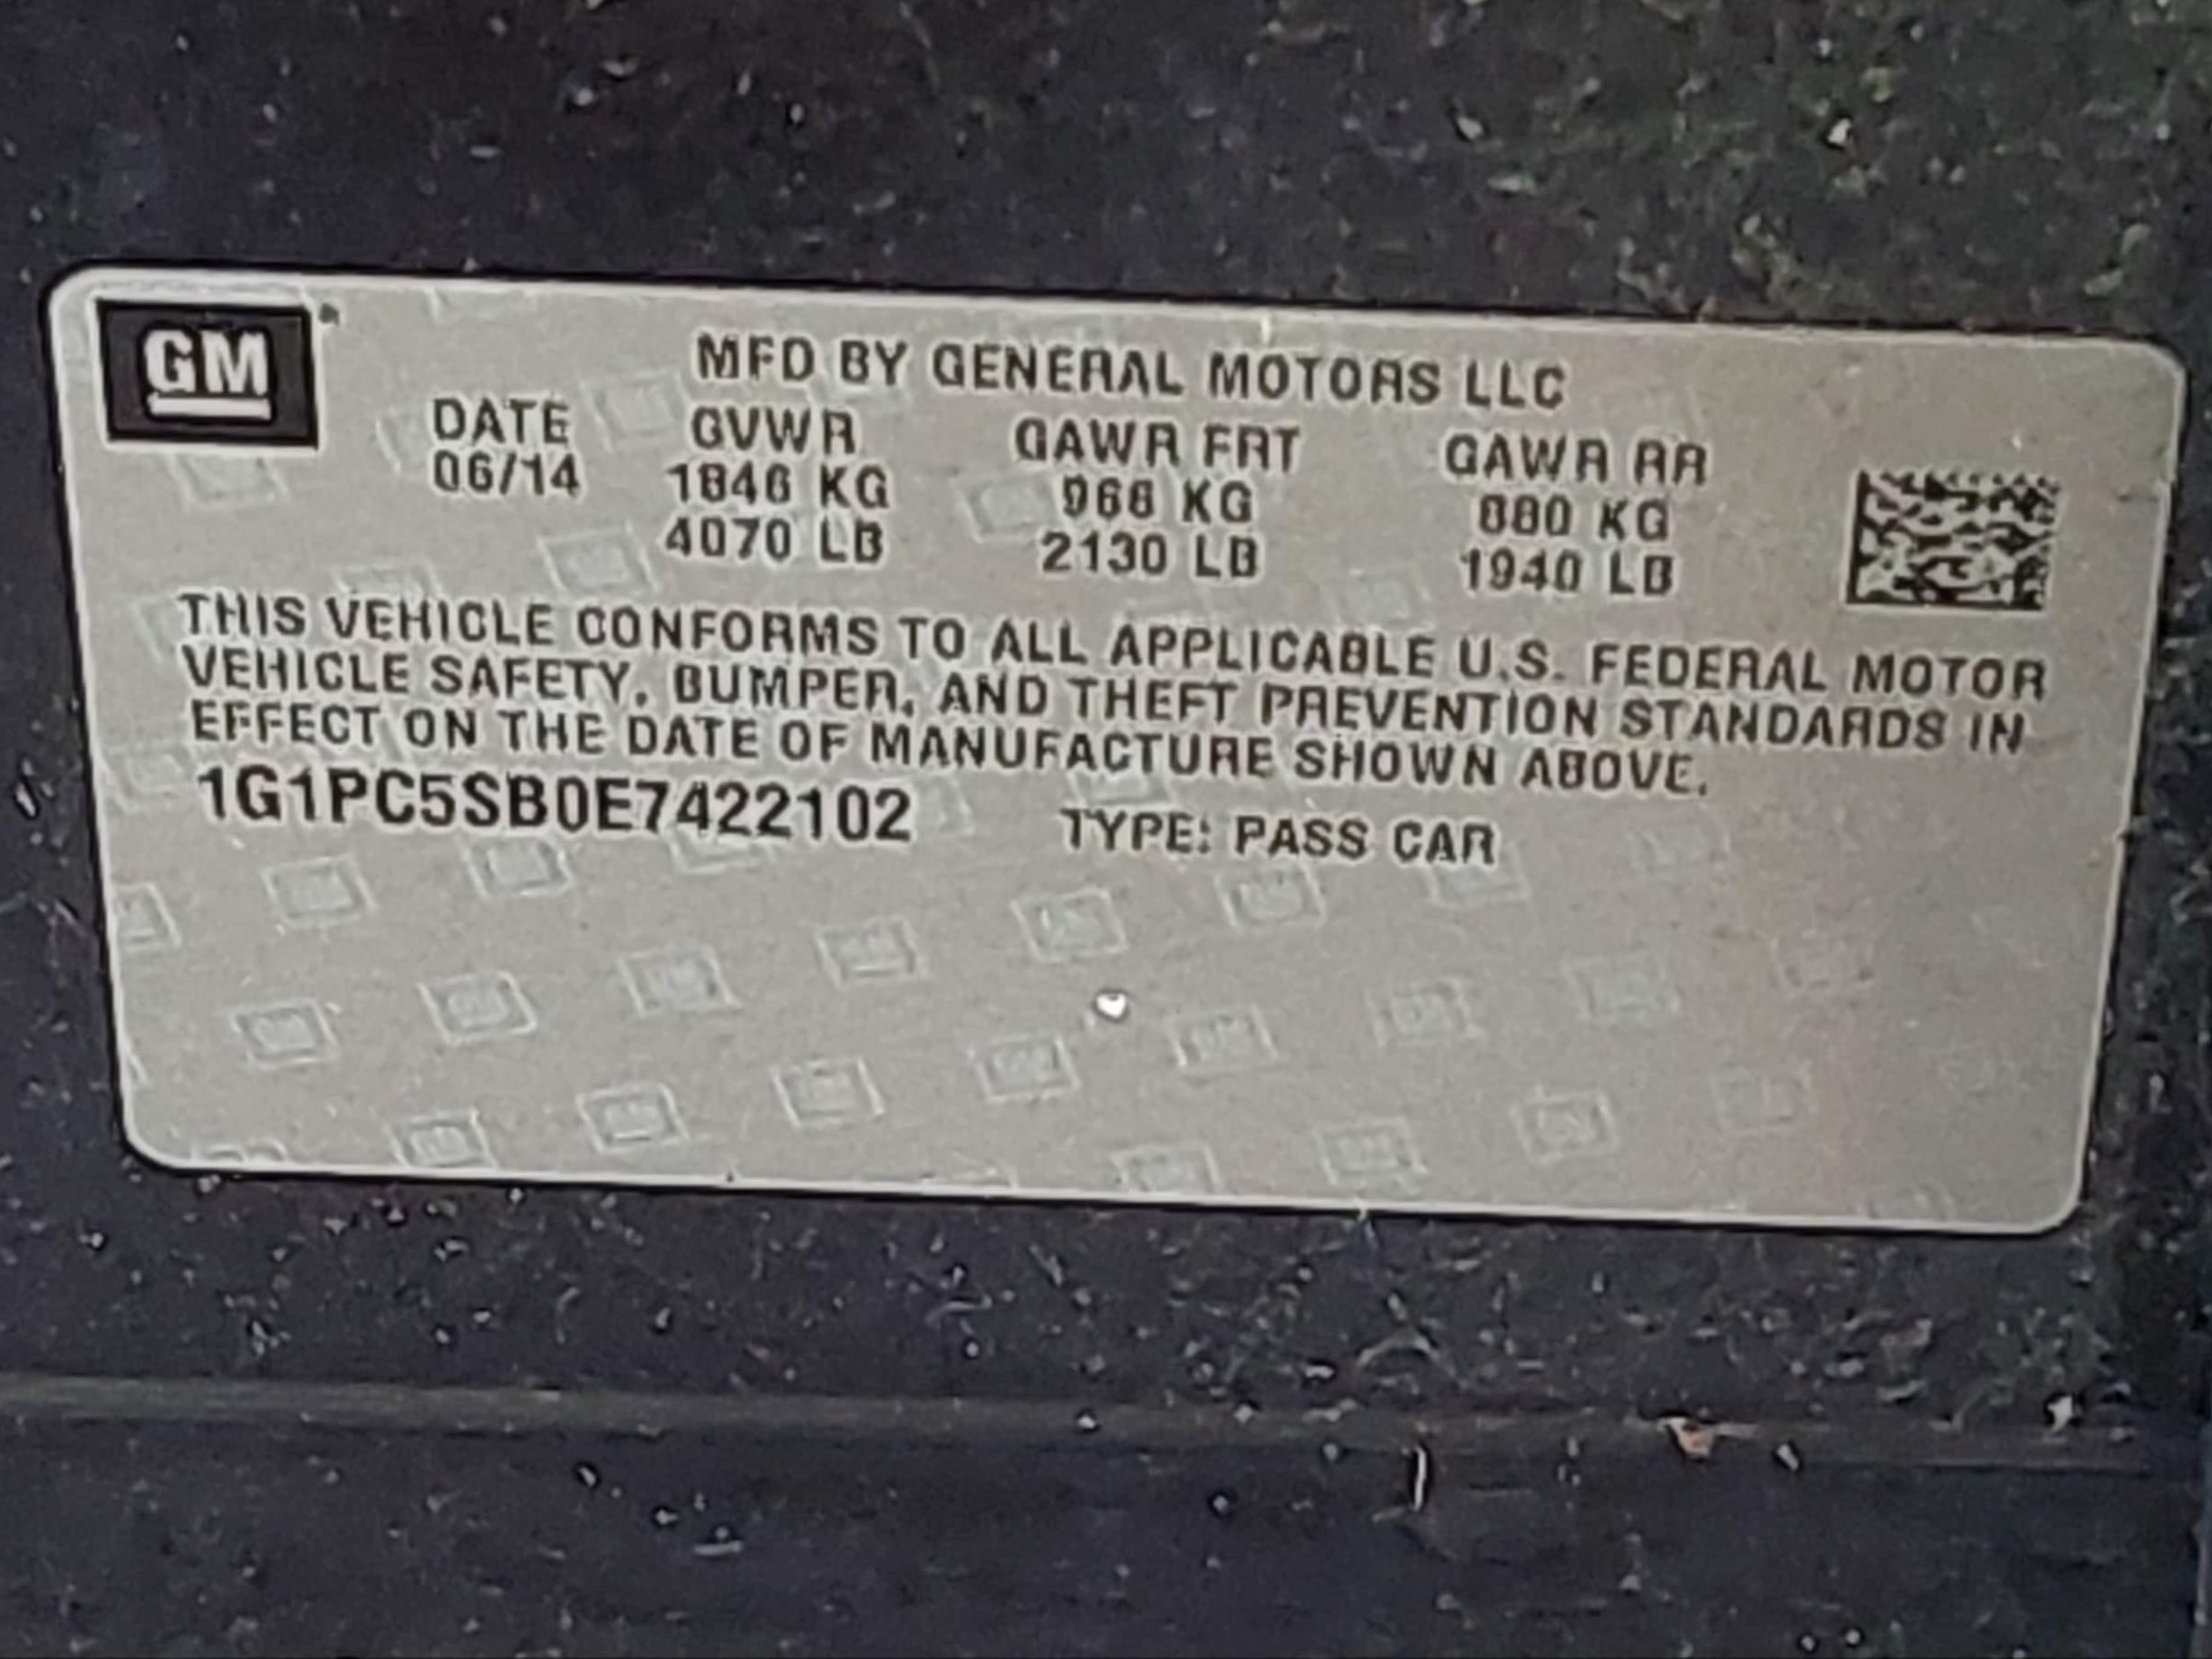 GM
MFD BY GENERAL MOTORS LLC
DATE GVWR GAWR FRT GAWR RR
06/14 1846 KG 966 KG 880 KG
4070 LB 2130 LB 1940 LB
THIS VEHICLE CONFORMS TO ALL APPLICABLE U.S. FEDERAL MOTOR
VEHICLE SAFETY, BUMPER, AND THEFT PREVENTION STANDARDS IN
EFFECT ON THE DATE OF MANUFACTURE SHOWN ABOVE.
1G1PC5SB0E7422102 TYPE: PASS CAR